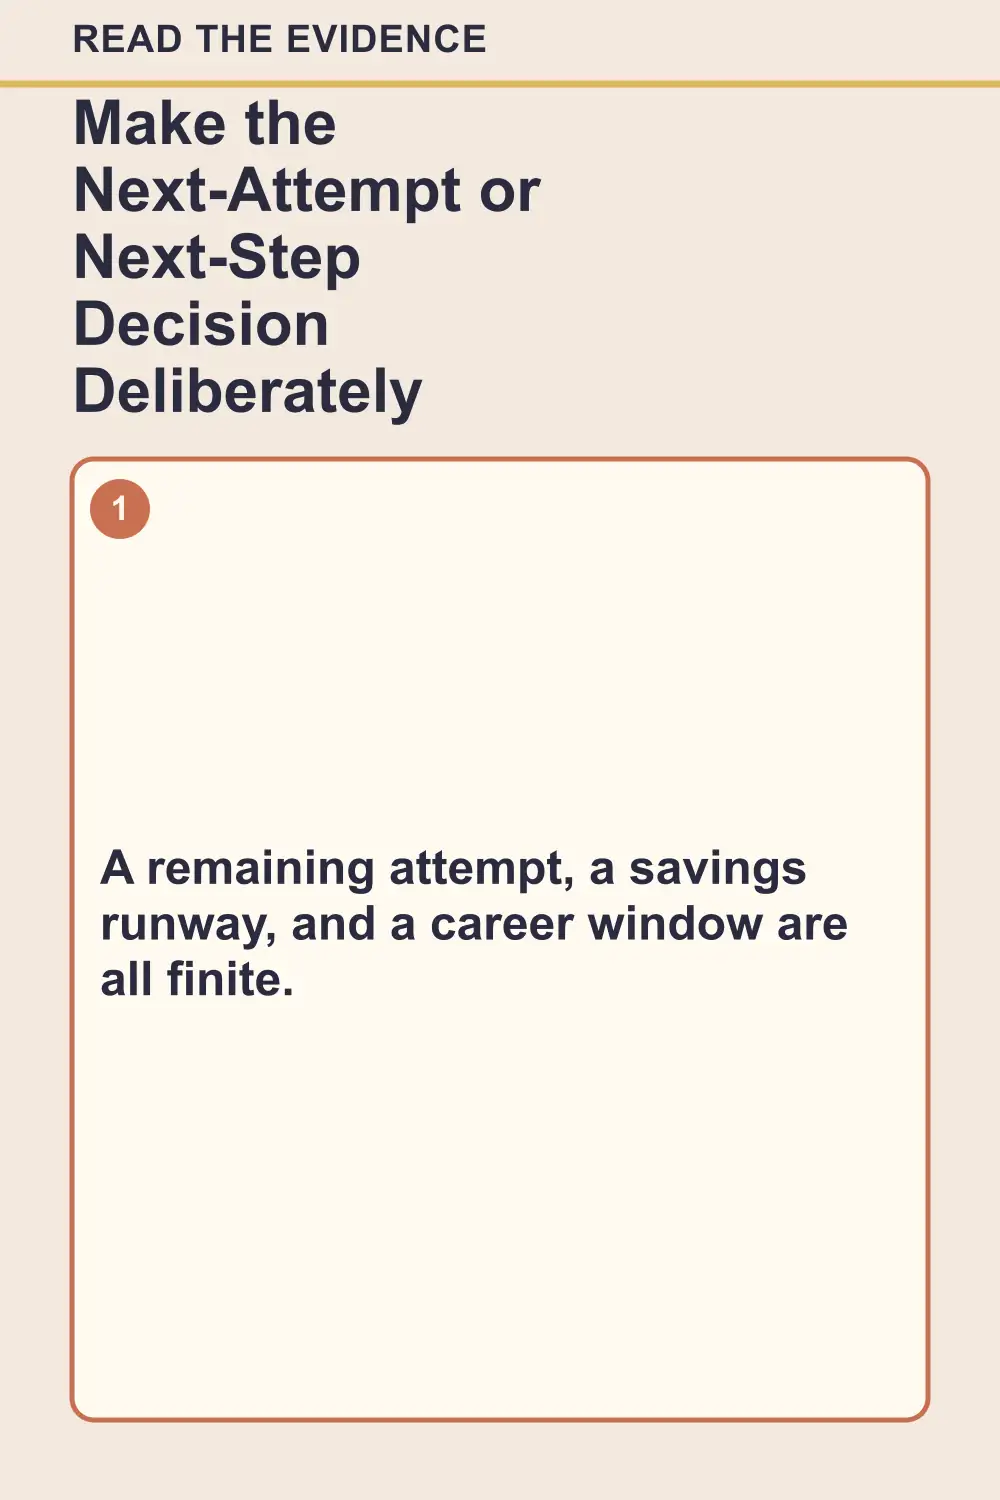 READ THE EVIDENCE
Make the
Next-Attempt or
Next-Step
Decision
Deliberately
1
A remaining attempt, a savings
runway, and a career window are
all finite.